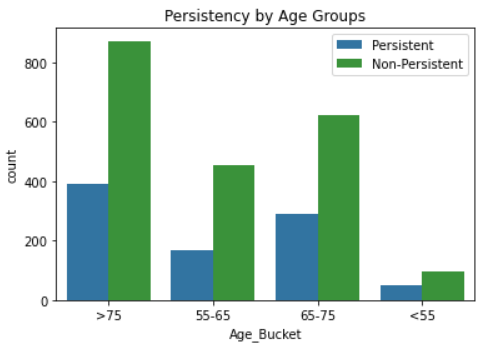 Persistency by Age Groups
Persistent
Non-Persistent
800
600
400
200
0
count
>75 55-65 65-75 <55
Age_Bucket